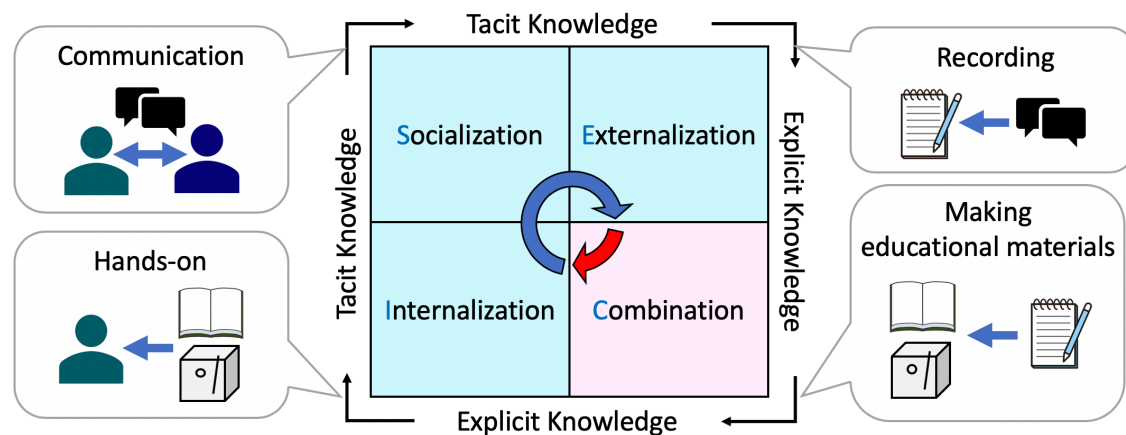 Tacit Knowledge
Communication
Recording
Socialization
Externalization
Tacit Knowledge
Explicit Knowledge
Making
educational materials
Hands-on
Internalization
Combination
Explicit Knowledge